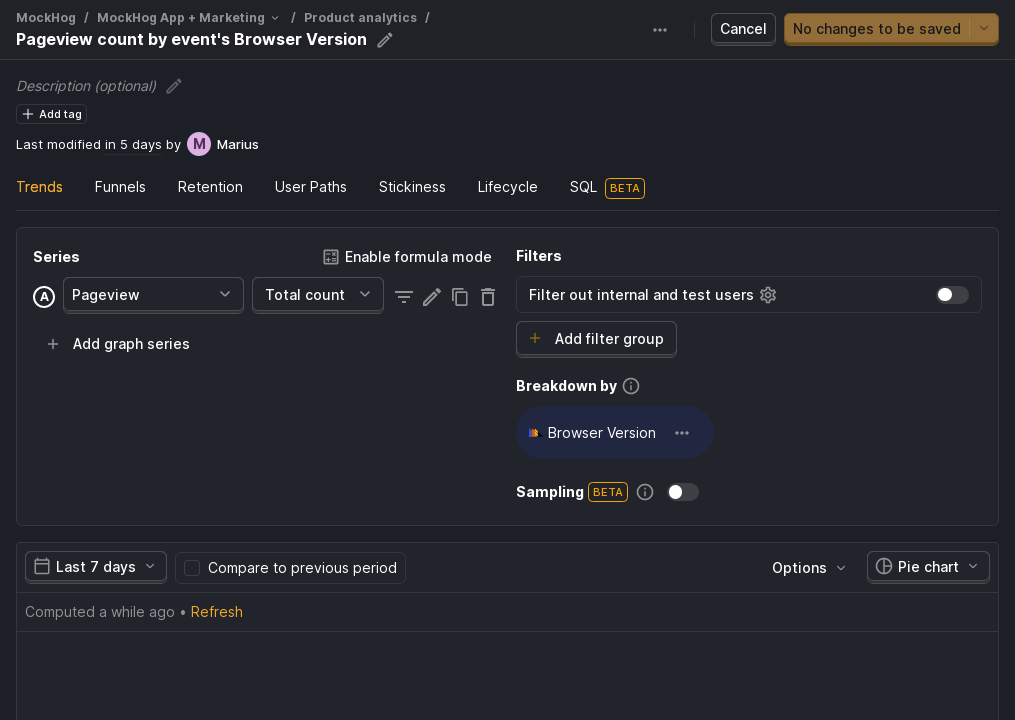 MockHog / MockHog App + Marketing / Product analytics /
Pageview count by event's Browser Version
Cancel
No changes to be saved
Description (optional)
Add tag
Last modified in 5 days by M Marius
Trends Funnels Retention User Paths Stickiness Lifecycle SQL BETA
Series
Enable formula mode
A Pageview Total count
Add graph series
Filters
Filter out internal and test users
Add filter group
Breakdown by
Browser Version
Sampling BETA
Last 7 days Compare to previous period Options Pie chart
Computed a while ago • Refresh